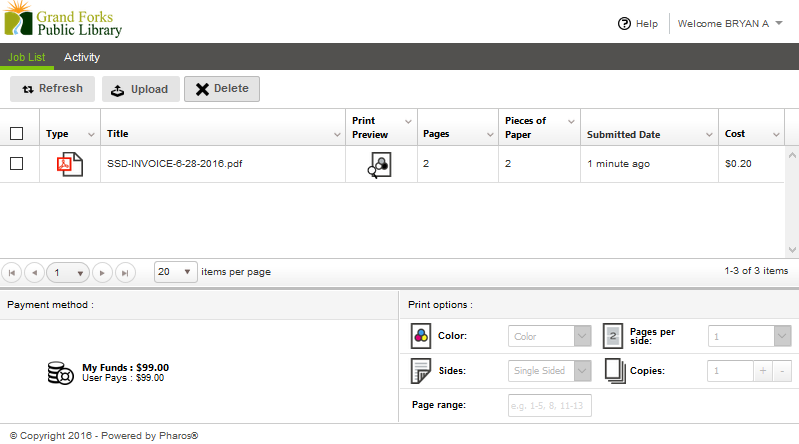 Grand Forks
Public Library
Help
Welcome BRYAN A
Job List
Activity
Refresh
Upload
Delete
Type
Title
Print
Preview
Pages
Pieces of
Paper
Submitted Date
Cost
SSD-INVOICE-6-28-2016.pdf
2
2
1 minute ago
$0.20
1
20
items per page
1-3 of 3 items
Payment method :
My Funds : $99.00
User Pays : $99.00
Print options :
Color:
Color
2
Pages per
side:
1
Sides:
Single Sided
Copies:
1
+
-
Page range:
e.g. 1-5, 8, 11-13
© Copyright 2016 - Powered by Pharos®